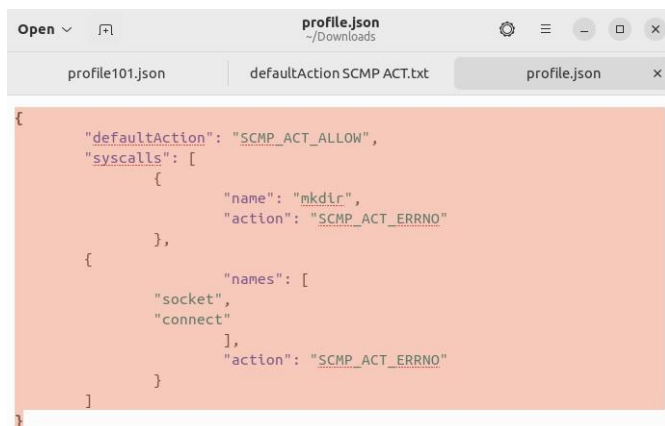 Open
profile.json
~/Downloads
profile101.json
defaultAction SCMP ACT.txt
profile.json
{
"defaultAction": "SCMP_ACT_ALLOW",
"syscalls": [
{
"name": "mkdir",
"action": "SCMP_ACT_ERRNO"
},
{
"names": [
"socket",
"connect"
],
"action": "SCMP_ACT_ERRNO"
}
]
}